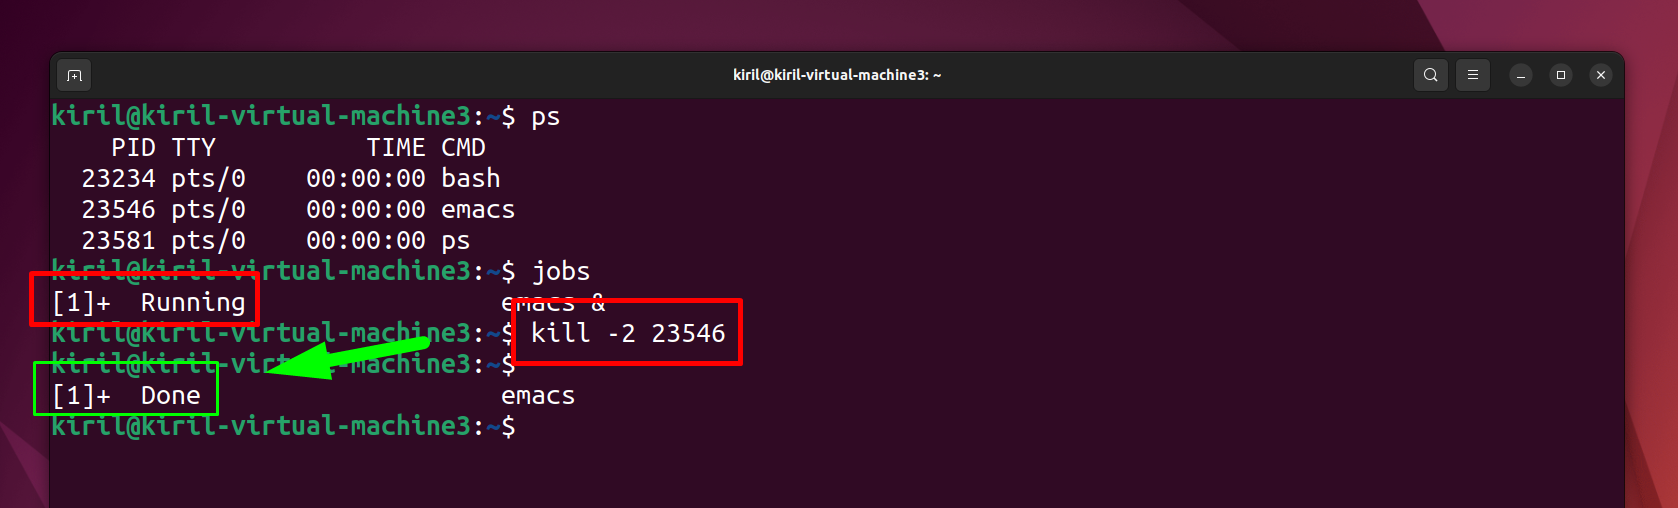 kiril@kiril-virtual-machine3: ~
kiril@kiril-virtual-machine3:~$ ps
    PID TTY          TIME CMD
  23234 pts/0    00:00:00 bash
  23546 pts/0    00:00:00 emacs
  23581 pts/0    00:00:00 ps
kiril@kiril-virtual-machine3:~$ jobs
[1]+  Running                 emacs &
kiril@kiril-virtual-machine3:~$ kill -2 23546
kiril@kiril-virtual-machine3:~$
[1]+  Done                    emacs
kiril@kiril-virtual-machine3:~$